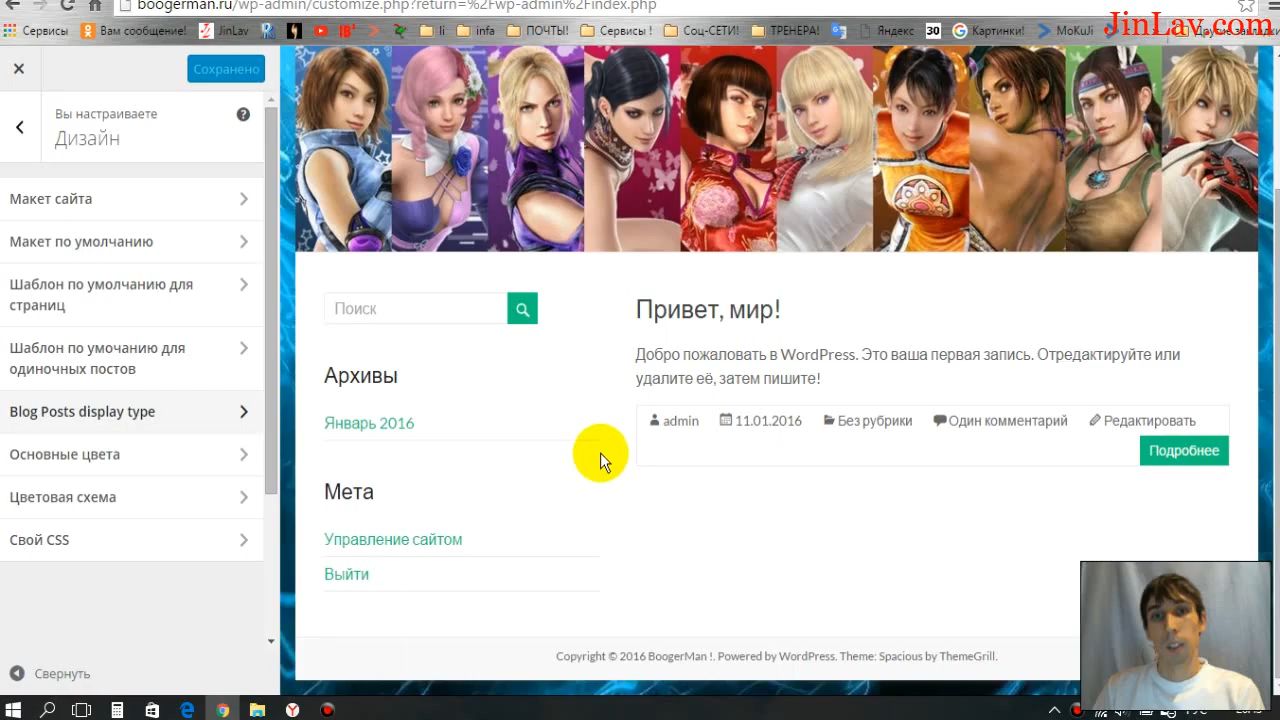 boogerman.ru/wp-admin/customize.php?return=%2Fwp-admin%2Findex.php
JinLav.com
Сервисы
Вам сообщение!
JinLav
IB
li
infa
ПОЧТЫ!
Сервисы !
Соц-СЕТИ!
ТРЕНЕРА!
Яндекс
30
Картинки!
MoKuJi
Другие закладки
Сохранено
Вы настраиваете
Дизайн
Макет сайта
Макет по умолчанию
Шаблон по умолчанию для
страниц
Шаблон по умочанию для
одиночных постов
Blog Posts display type
Основные цвета
Цветовая схема
Свой CSS
Свернуть
Поиск
Архивы
Январь 2016
Мета
Управление сайтом
Выйти
Привет, мир!
Добро пожаловать в WordPress. Это ваша первая запись. Отредактируйте или
удалите её, затем пишите!
admin
11.01.2016
Без рубрики
Один комментарий
Редактировать
Подробнее
Copyright © 2016 BoogerMan !. Powered by WordPress. Theme: Spacious by ThemeGrill.